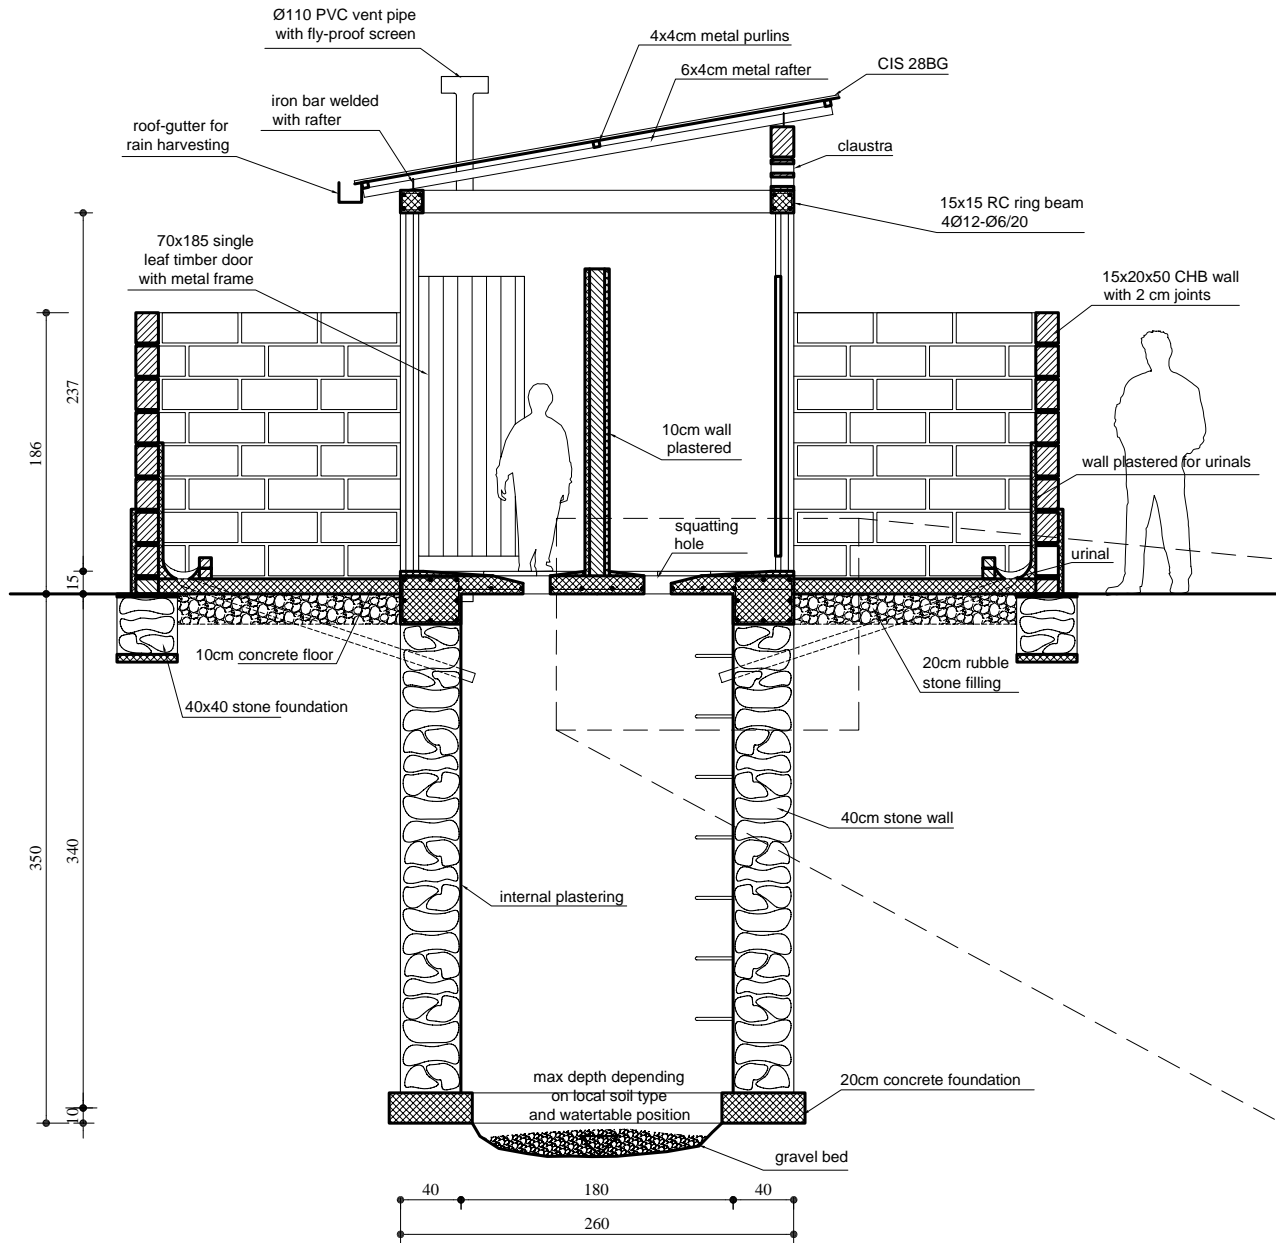 Ø110 PVC vent pipe
with fly-proof screen
4x4cm metal purlins
CIS 28BG
6x4cm metal rafter
iron bar welded
with rafter
roof-gutter for
rain harvesting
claustra
15x15 RC ring beam
4Ø12-Ø6/20
70x185 single
leaf timber door
with metal frame
15x20x50 CHB wall
with 2 cm joints
237
186
10cm wall
plastered
wall plastered for urinals
squatting
hole
urinal
15
10cm concrete floor
20cm rubble
stone filling
40x40 stone foundation
40cm stone wall
350
340
internal plastering
max depth depending
on local soil type
and watertable position
20cm concrete foundation
10
gravel bed
40
180
40
260